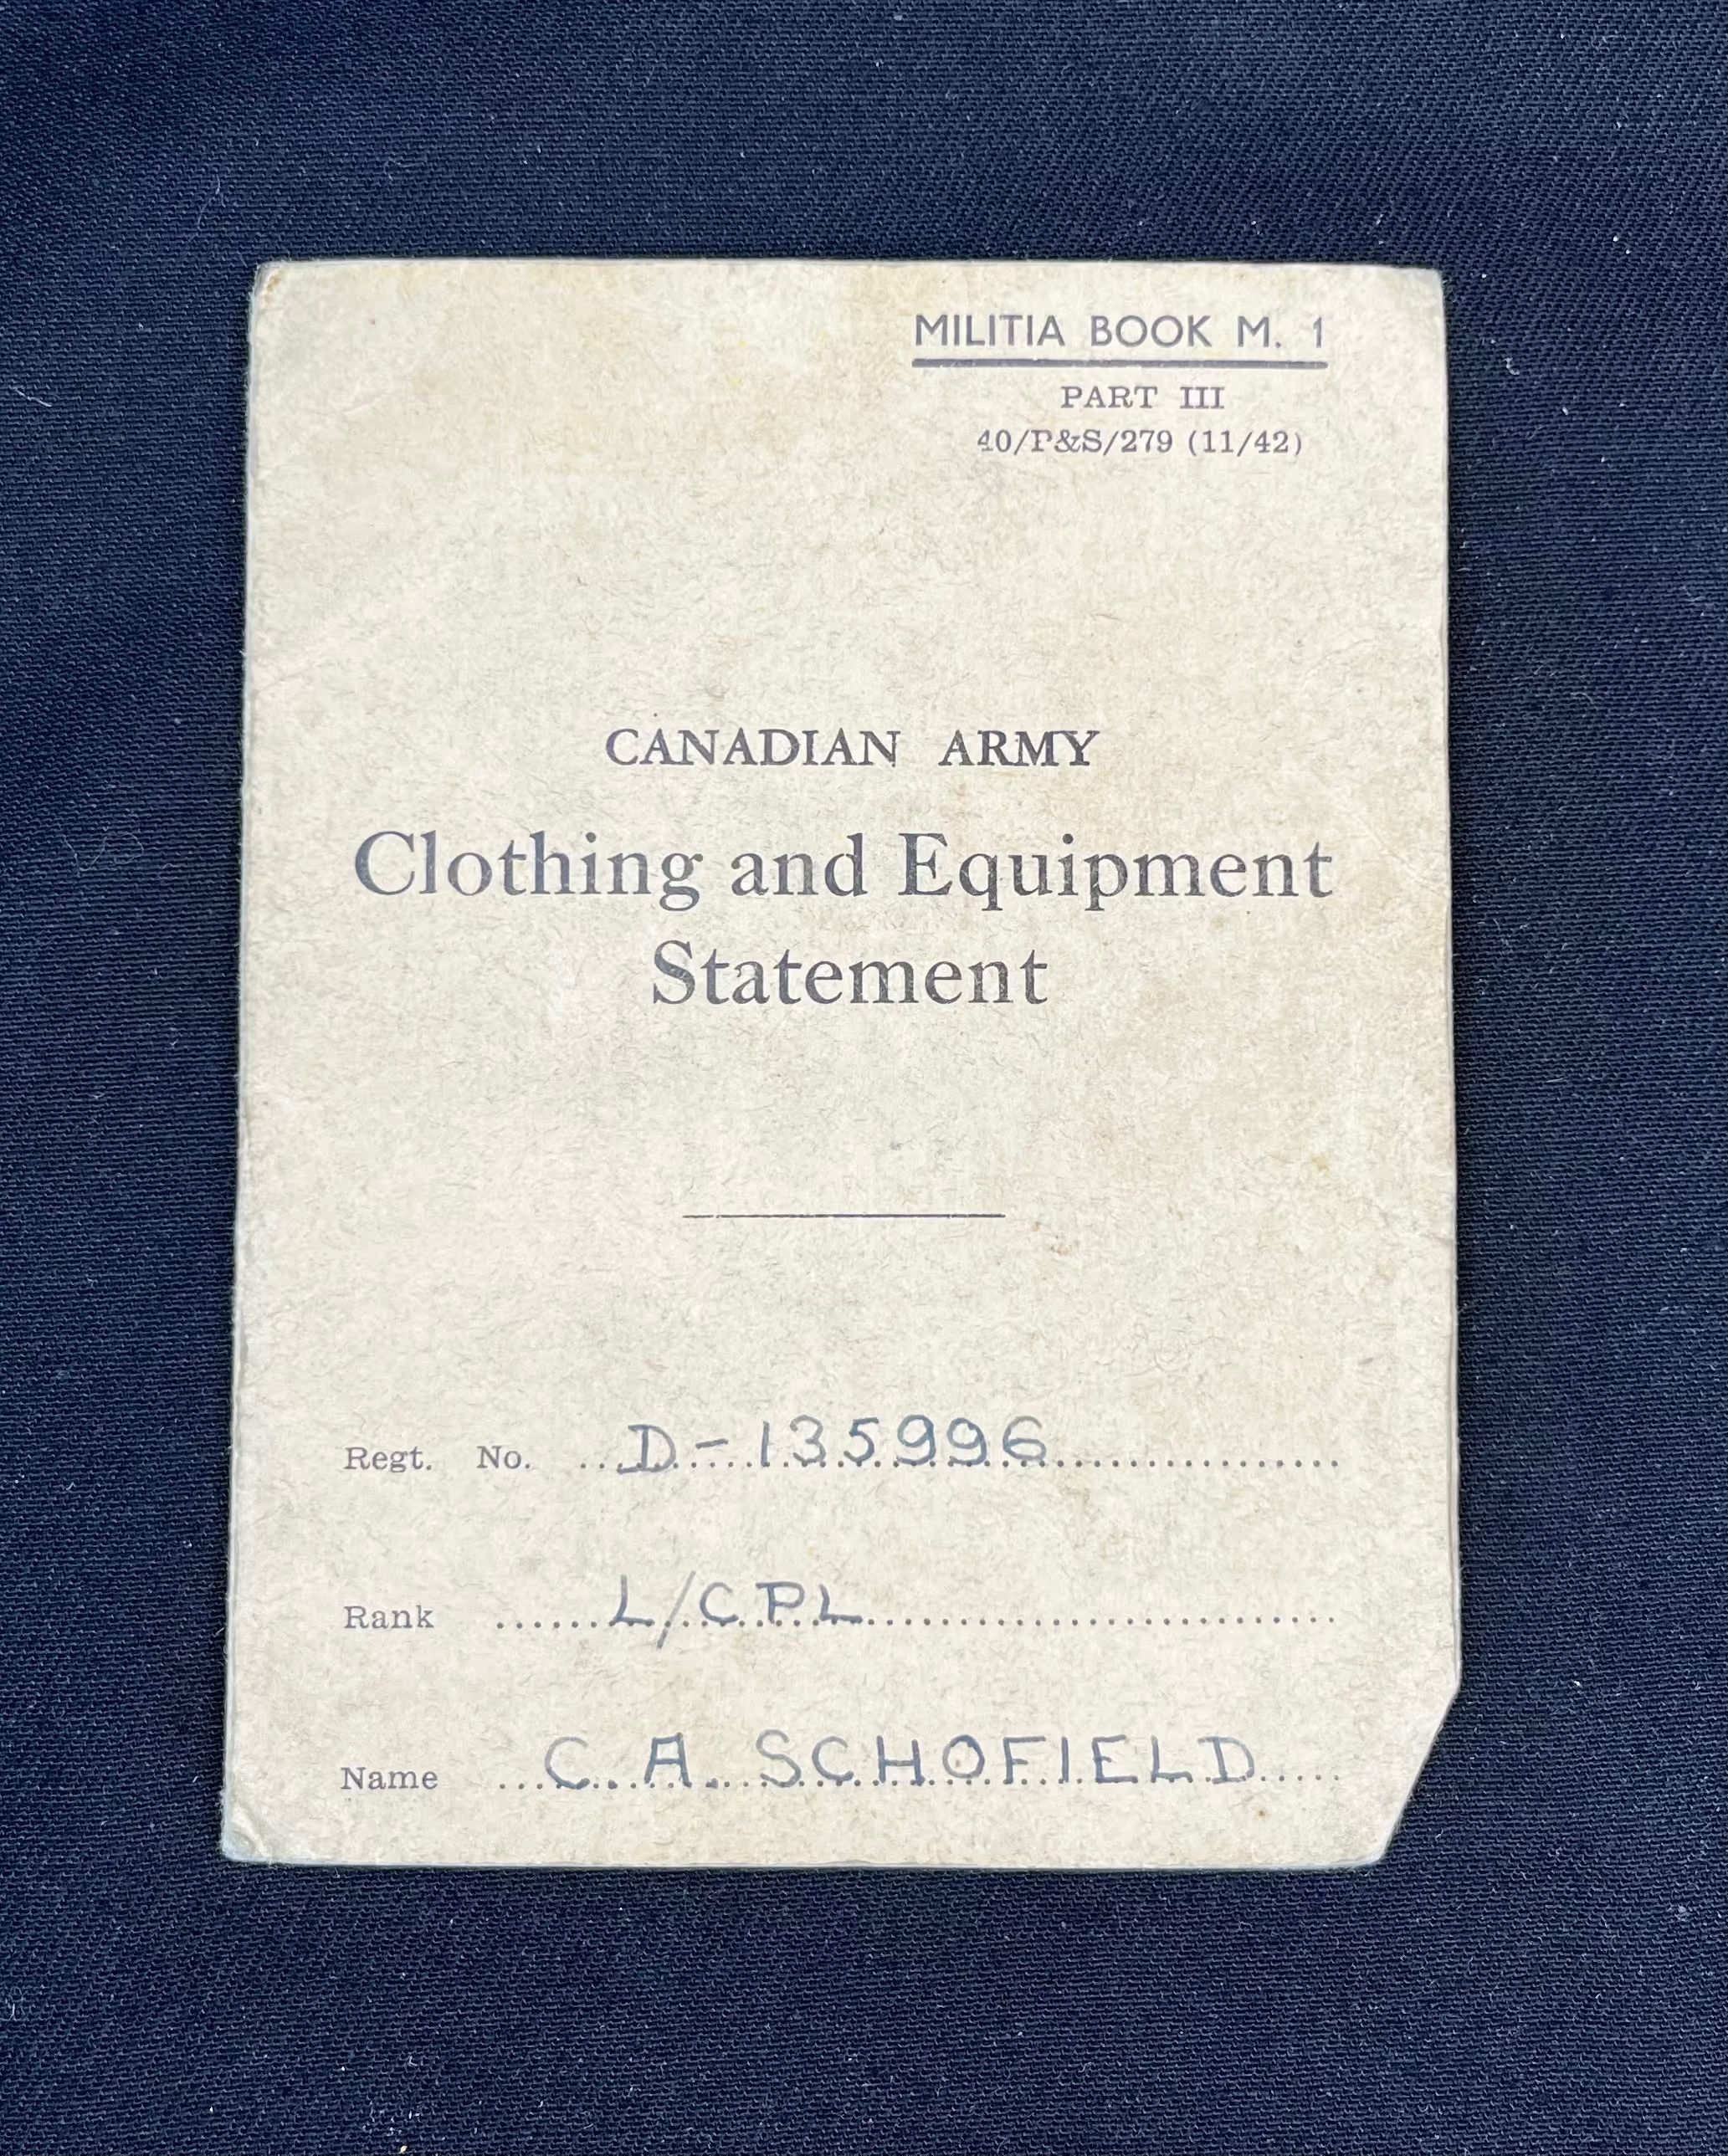 MILITIA BOOK M. 1
PART III
40/P&S/279 (11/42)
CANADIAN ARMY
Clothing and Equipment
Statement
Regt. No. D-135996
Rank L/CPL
Name C. A. SCHOFIELD